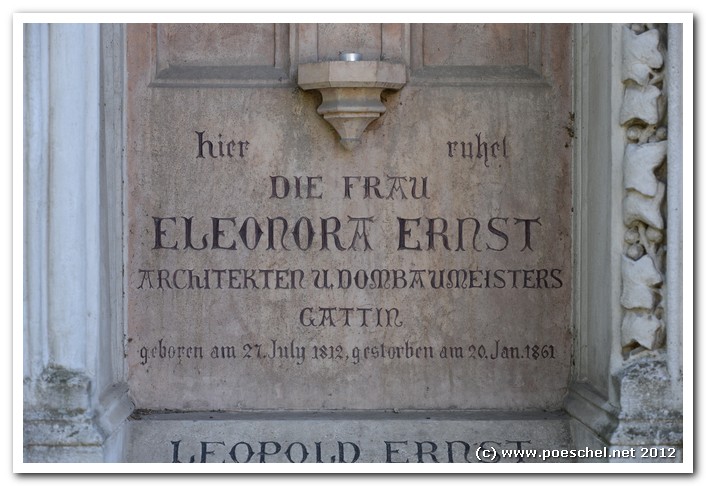 hier ruhet
DIE FRAU
ELEONORA ERNST
ARCHITEKTEN U. DOMBAUMEISTERS
GATTIN
geboren am 27. July 1812, gestorben am 20. Jan. 1861
LEOPOLD ERNST
(c) www.poeschel.net 2012